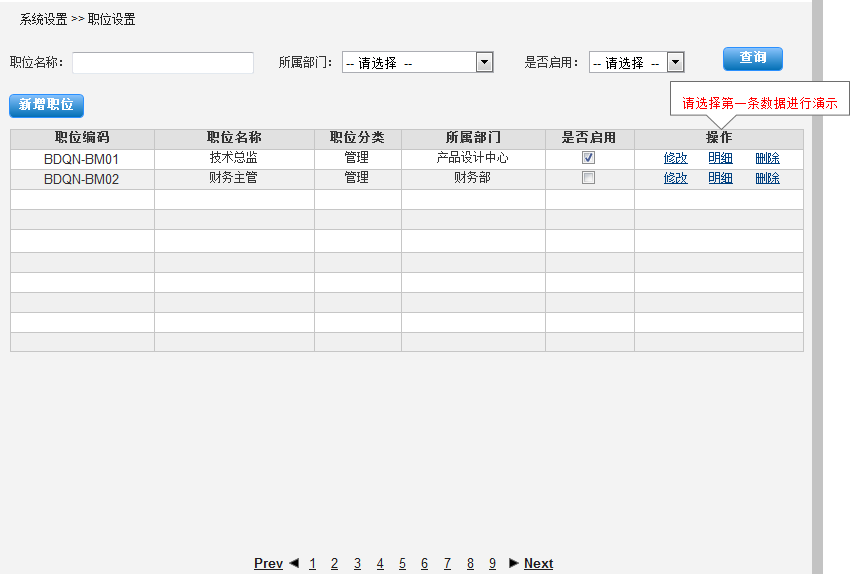 系统设置 >> 职位设置
职位名称： 所属部门： -- 请选择 -- 是否启用： -- 请选择 -- 查询
新增职位
请选择第一条数据进行演示
职位编码 职位名称 职位分类 所属部门 是否启用 操作
BDQN-BM01 技术总监 管理 产品设计中心 修改 明细 删除
BDQN-BM02 财务主管 管理 财务部 修改 明细 删除
Prev 1 2 3 4 5 6 7 8 9 Next